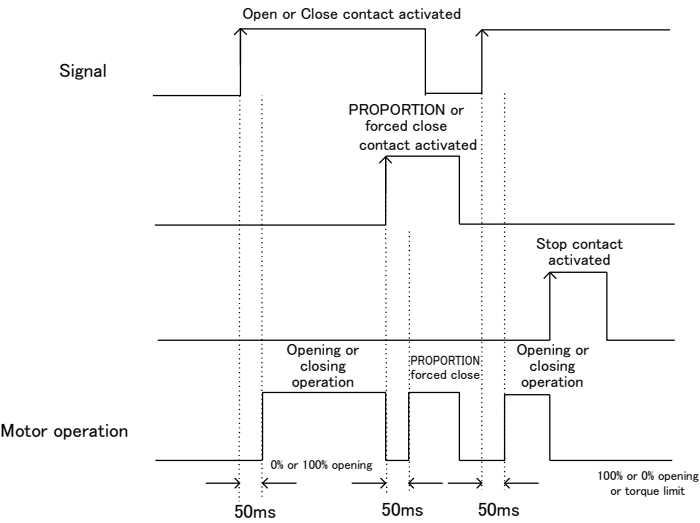 Open or Close contact activated
Signal
PROPORTION or
forced close
contact activated
Stop contact
activated
Opening or
closing
operation
PROPORTION
forced close
Opening or
closing
operation
Motor operation
0% or 100% opening
100% or 0% opening
or torque limit
50ms
50ms
50ms